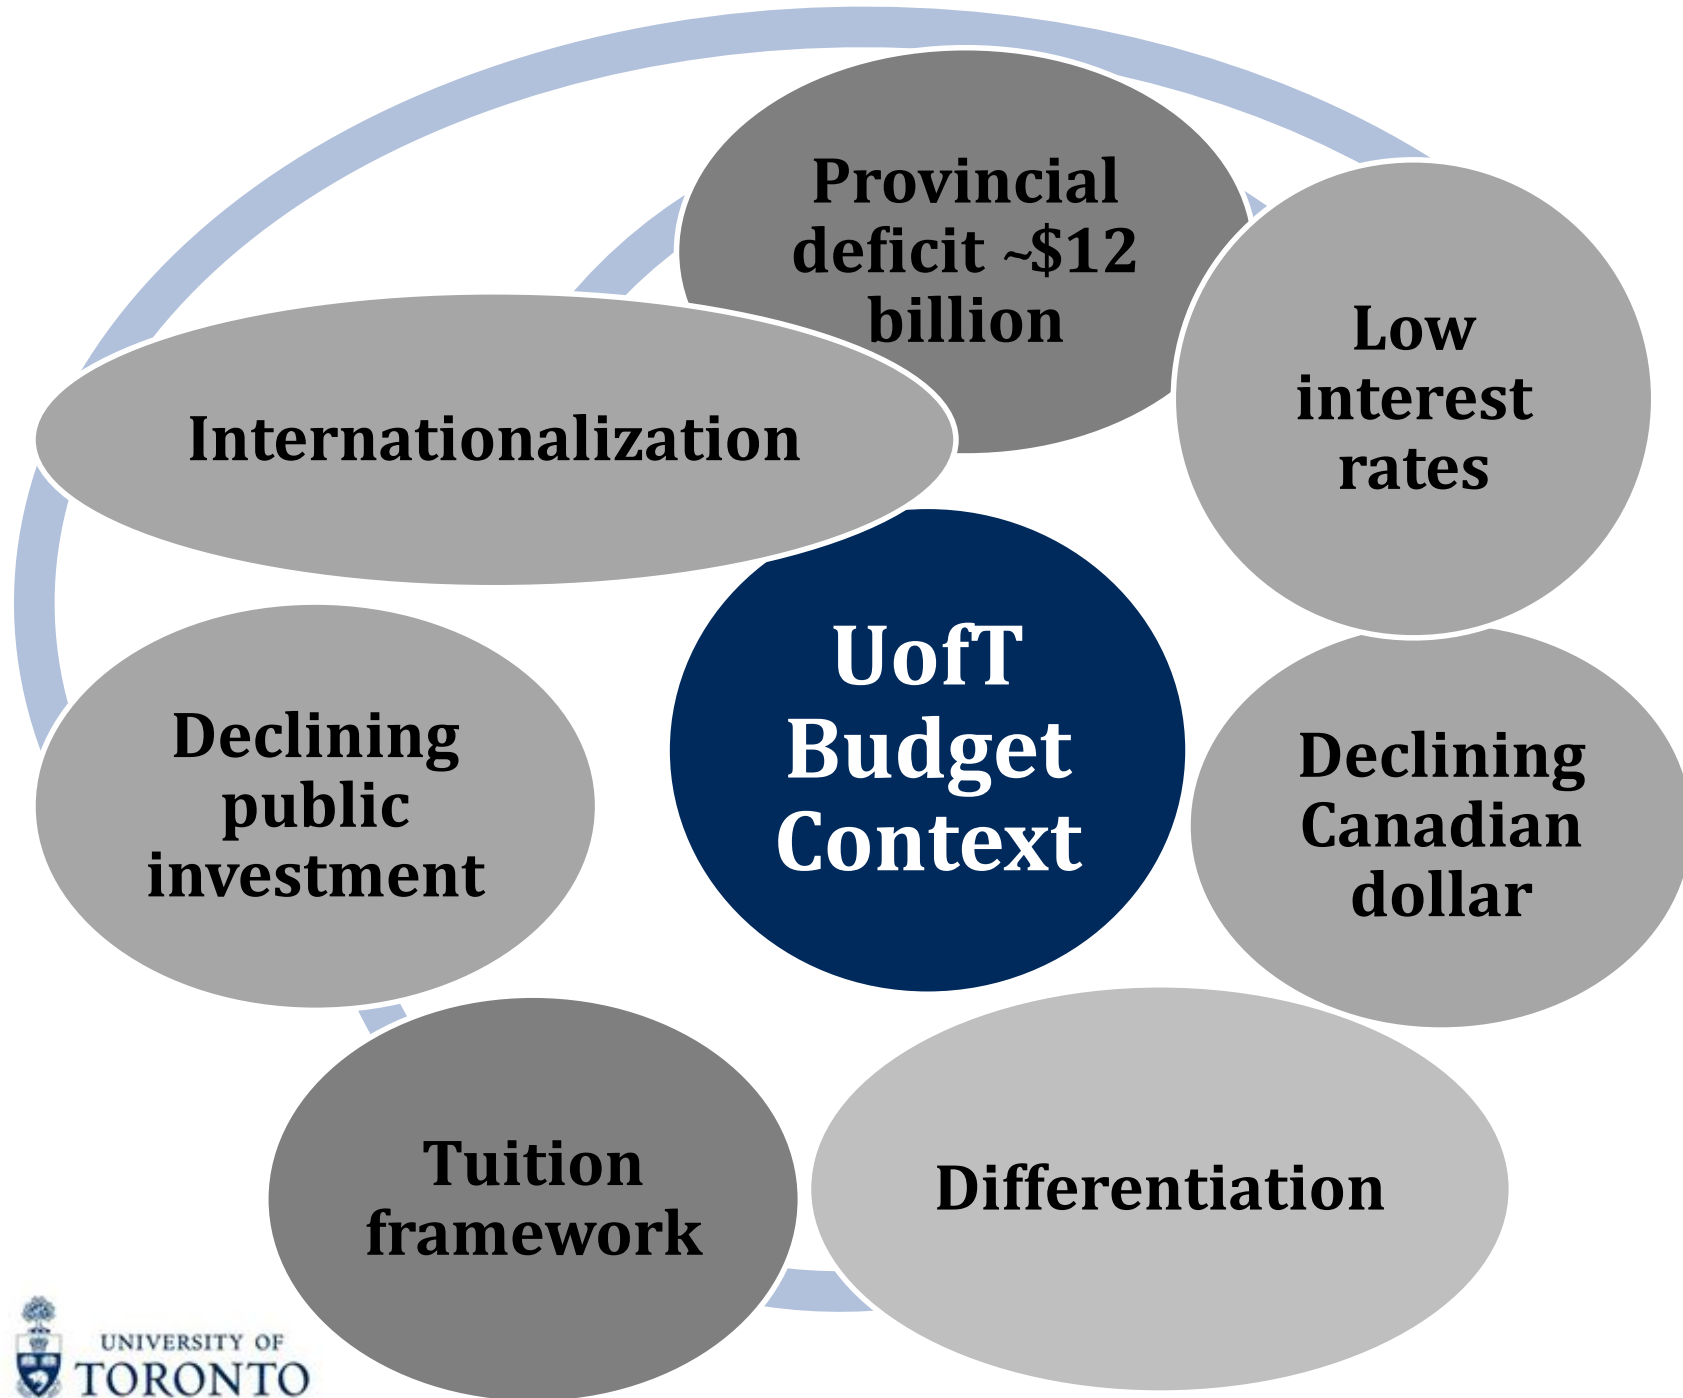 Provincial
deficit ~$12
billion
Low
interest
rates
Internationalization
UofT
Budget
Context
Declining
public
investment
Declining
Canadian
dollar
Tuition
framework
Differentiation
UNIVERSITY OF
TORONTO